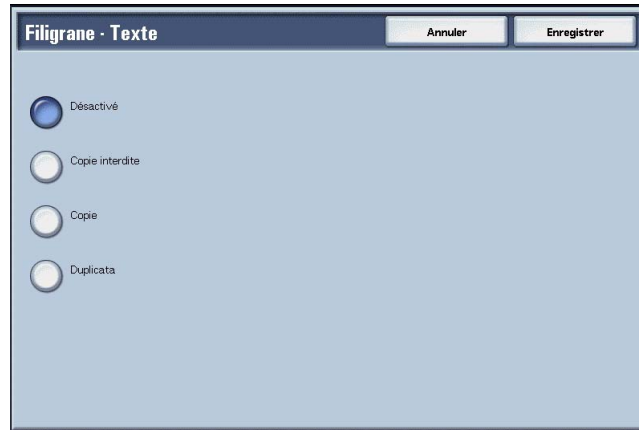 Filigrane - Texte
Annuler
Enregistrer
Désactivé
Copie interdite
Copie
Duplicata